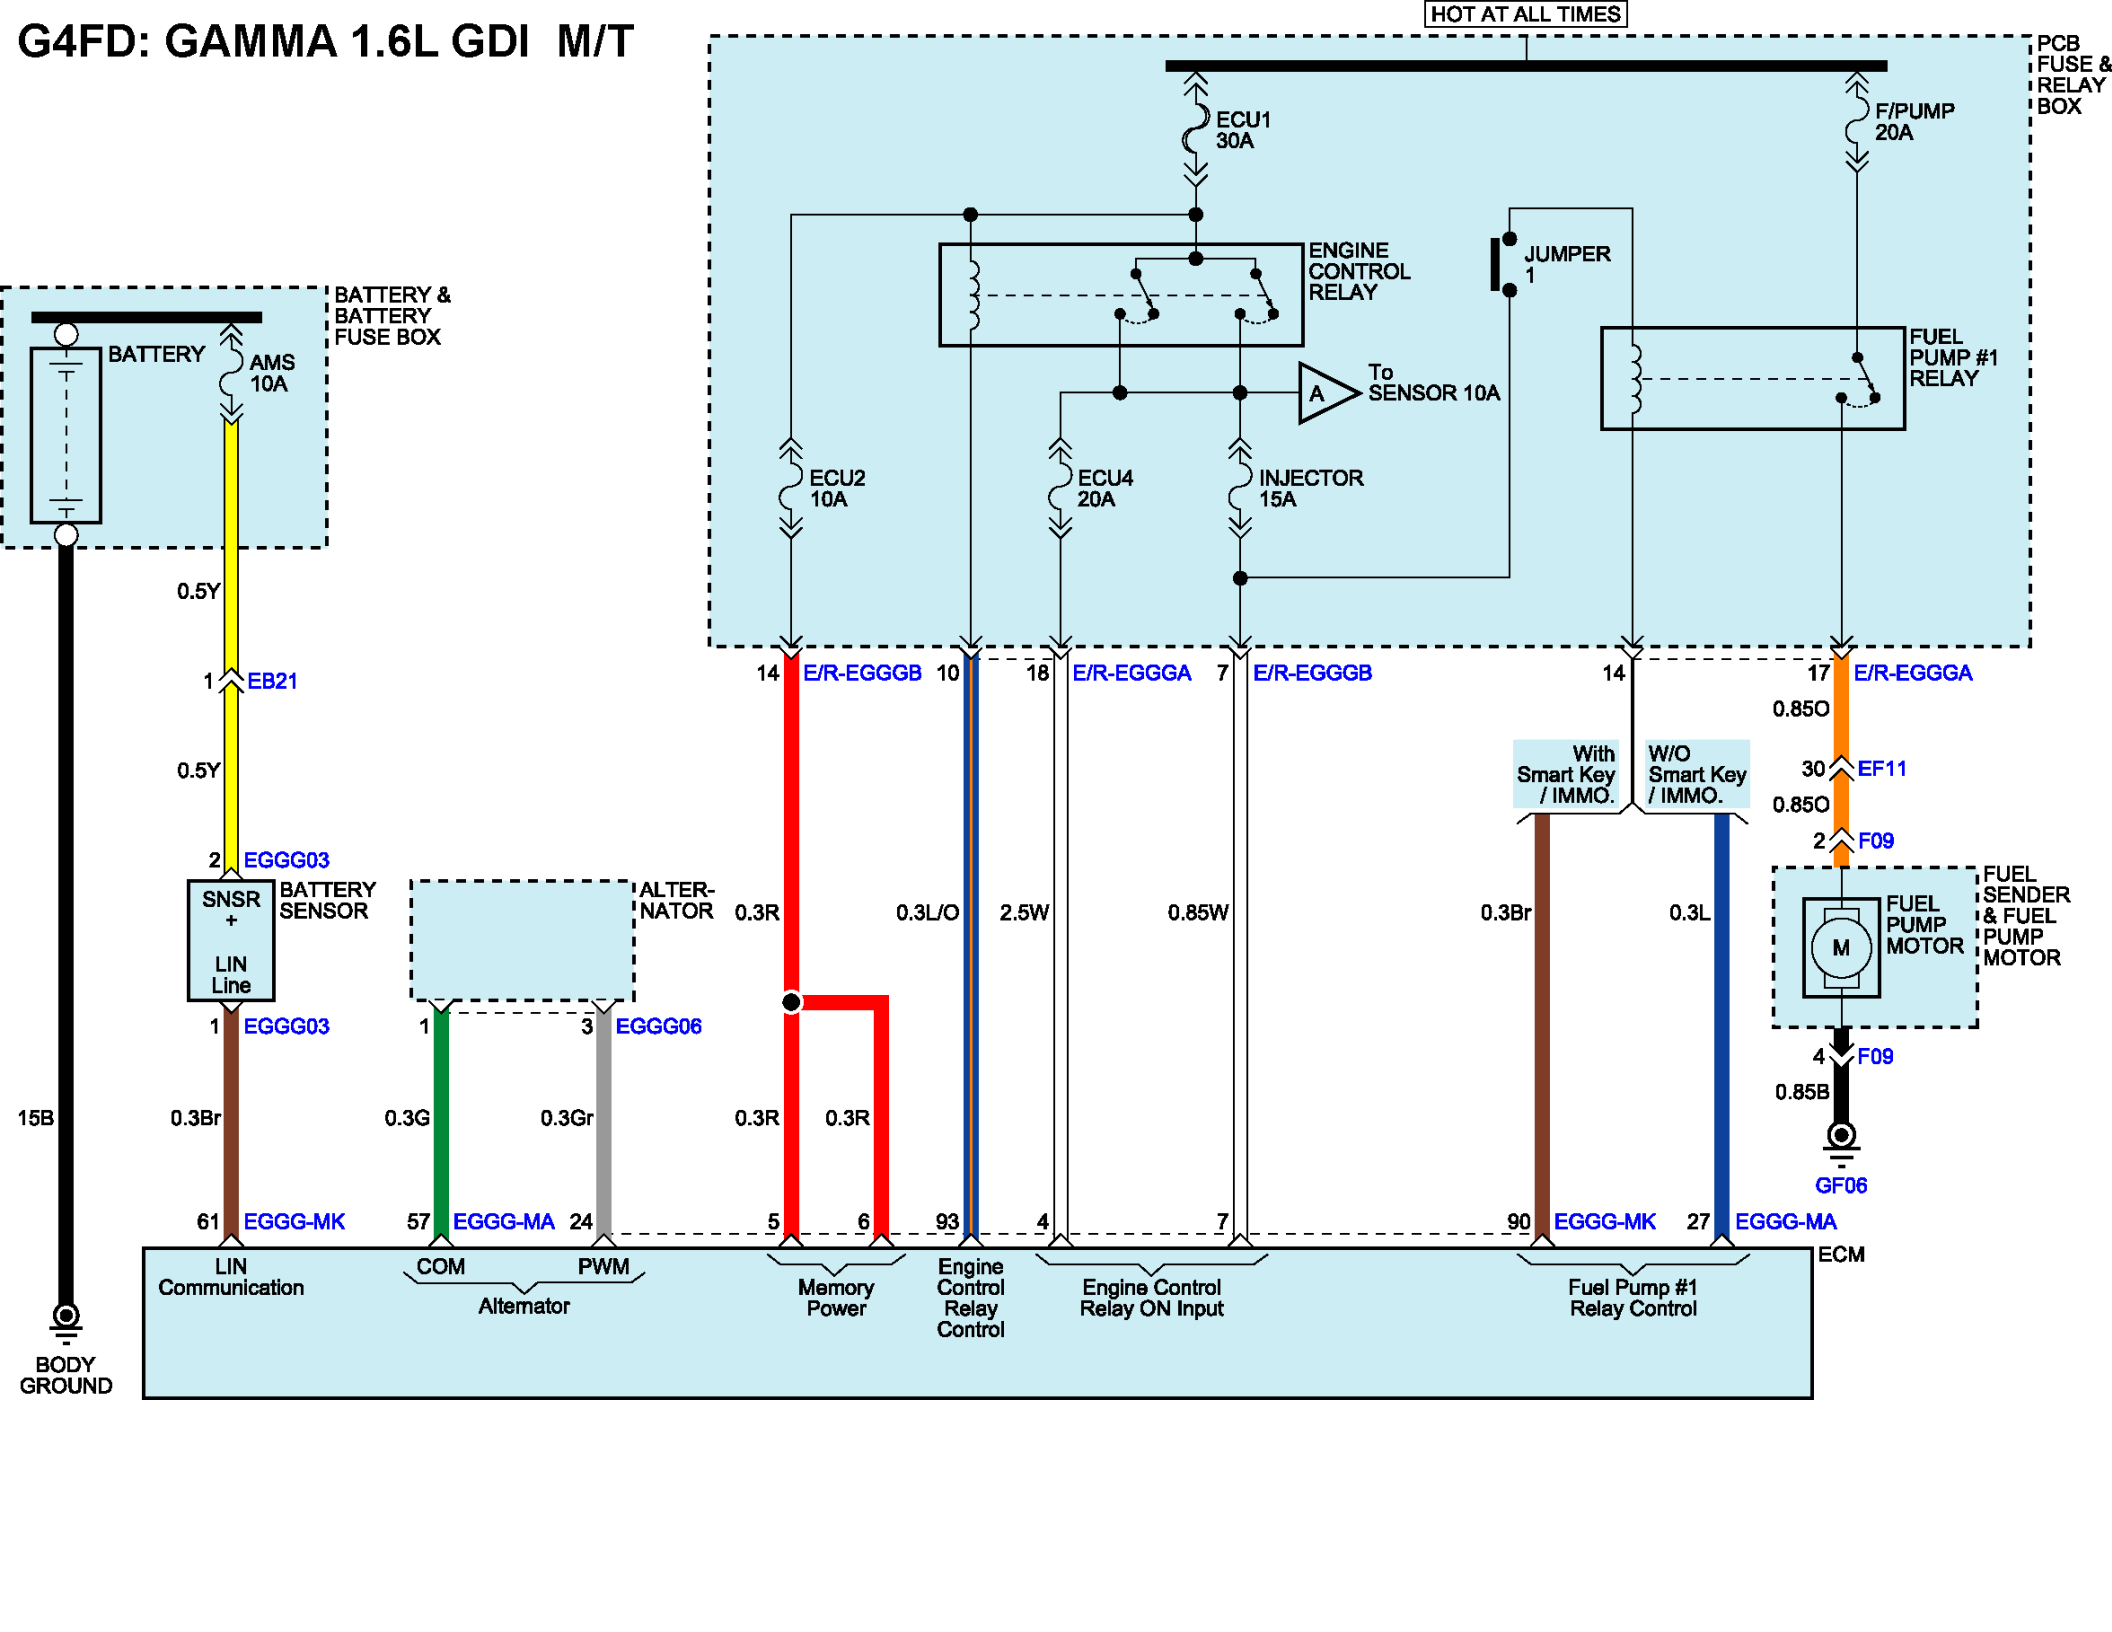 G4FD: GAMMA 1.6L GDI  M/T
HOT AT ALL TIMES
PCB
FUSE &
RELAY
BOX
ECU1
30A
F/PUMP
20A
ENGINE
CONTROL
RELAY
JUMPER
1
BATTERY &
BATTERY
FUSE BOX
BATTERY
AMS
10A
FUEL
PUMP #1
RELAY
A
To
SENSOR 10A
ECU2
10A
ECU4
20A
INJECTOR
15A
0.5Y
1
EB21
14
E/R-EGGGB
10
18
E/R-EGGGA
7
E/R-EGGGB
14
17
E/R-EGGGA
0.85O
With
Smart Key
/ IMMO.
W/O
Smart Key
/ IMMO.
30
EF11
0.5Y
0.85O
2
F09
2
EGGG03
SNSR
+
LIN
Line
BATTERY
SENSOR
ALTER-
NATOR
0.3R
0.3L/O
2.5W
0.85W
0.3Br
0.3L
FUEL
SENDER
& FUEL
PUMP
MOTOR
M
FUEL
PUMP
MOTOR
1
EGGG03
1
3
EGGG06
4
F09
0.85B
15B
0.3Br
0.3G
0.3Gr
0.3R
0.3R
GF06
61
EGGG-MK
57
EGGG-MA
24
5
6
93
4
7
90
EGGG-MK
27
EGGG-MA
ECM
LIN
Communication
COM
PWM
Alternator
Memory
Power
Engine
Control
Relay
Control
Engine Control
Relay ON Input
Fuel Pump #1
Relay Control
BODY
GROUND